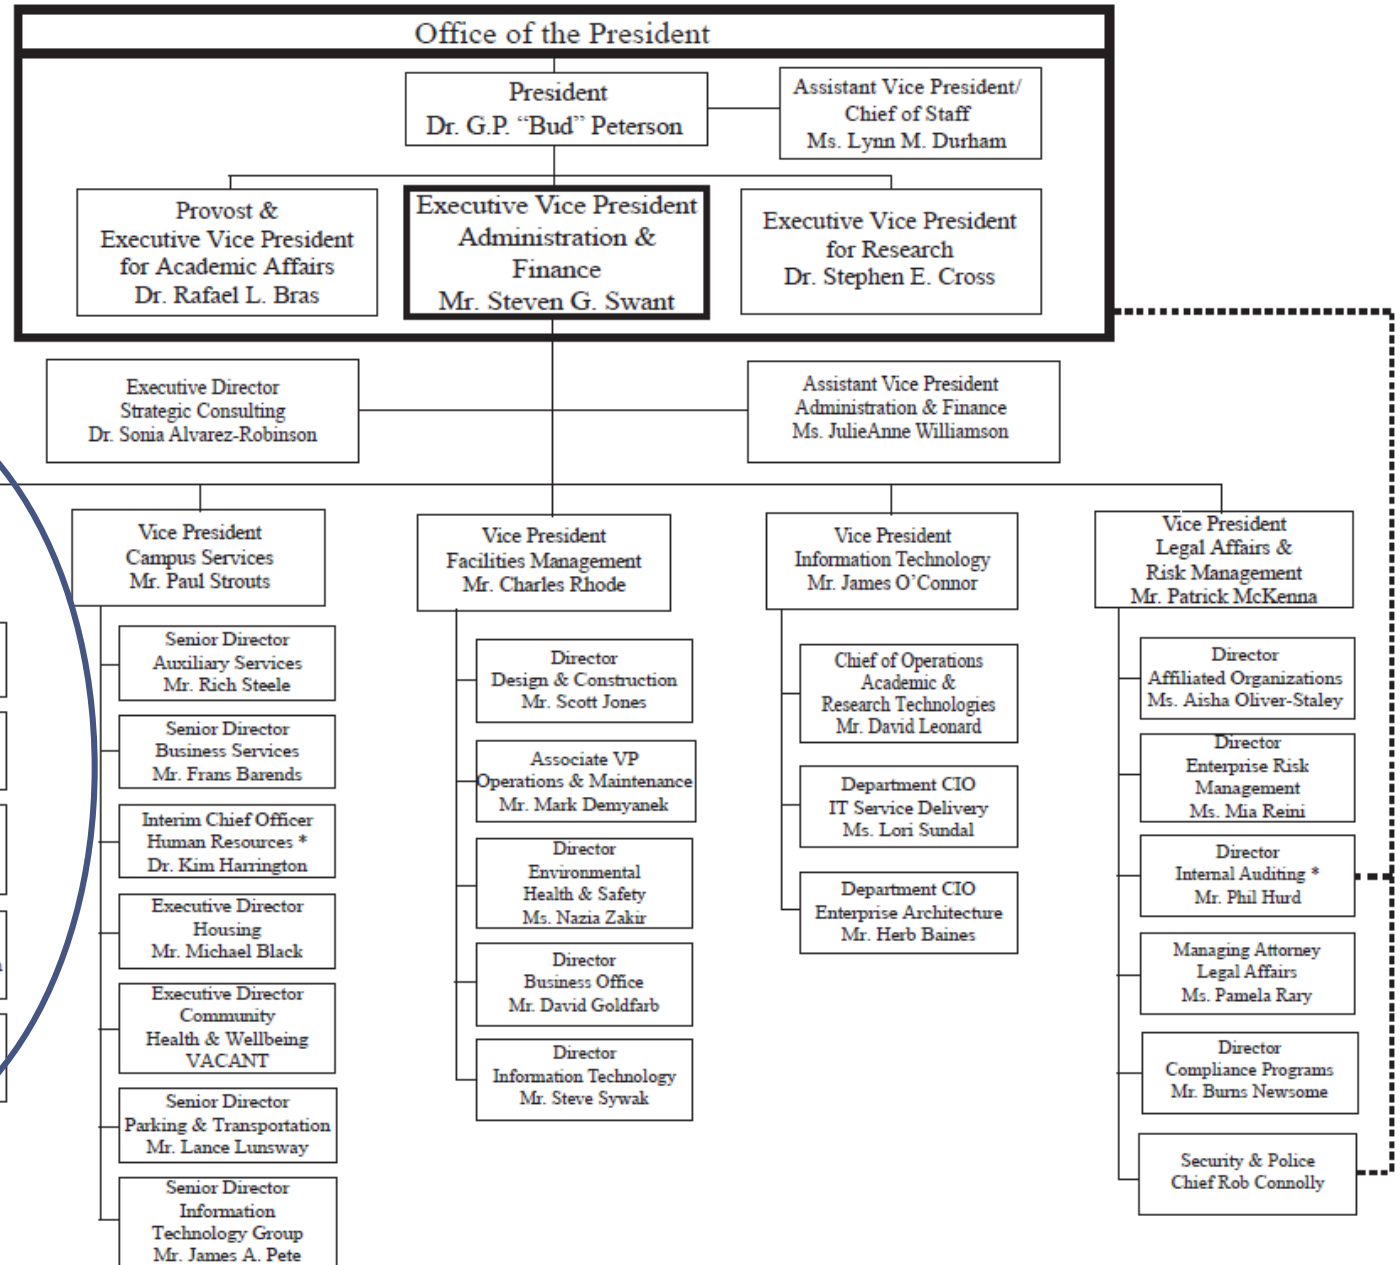 Office of the President
President
Dr. G.P. “Bud” Peterson
Assistant Vice President/
Chief of Staff
Ms. Lynn M. Durham
Provost &
Executive Vice President
for Academic Affairs
Dr. Rafael L. Bras
Executive Vice President
Administration &
Finance
Mr. Steven G. Swant
Executive Vice President
for Research
Dr. Stephen E. Cross
Executive Director
Strategic Consulting
Dr. Sonia Alvarez-Robinson
Assistant Vice President
Administration & Finance
Ms. JulieAnne Williamson
Vice President
Campus Services
Mr. Paul Strouts
Senior Director
Auxiliary Services
Mr. Rich Steele
Senior Director
Business Services
Mr. Frans Barends
Interim Chief Officer
Human Resources *
Dr. Kim Harrington
Executive Director
Housing
Mr. Michael Black
Executive Director
Community
Health & Wellbeing
VACANT
Senior Director
Parking & Transportation
Mr. Lance Lunsway
Senior Director
Information
Technology Group
Mr. James A. Pete
Vice President
Facilities Management
Mr. Charles Rhode
Director
Design & Construction
Mr. Scott Jones
Associate VP
Operations & Maintenance
Mr. Mark Demyanek
Director
Environmental
Health & Safety
Ms. Nazia Zakir
Director
Business Office
Mr. David Goldfarb
Director
Information Technology
Mr. Steve Sywak
Vice President
Information Technology
Mr. James O’Connor
Chief of Operations
Academic &
Research Technologies
Mr. David Leonard
Department CIO
IT Service Delivery
Ms. Lori Sundal
Department CIO
Enterprise Architecture
Mr. Herb Baines
Vice President
Legal Affairs &
Risk Management
Mr. Patrick McKenna
Director
Affiliated Organizations
Ms. Aisha Oliver-Staley
Director
Enterprise Risk
Management
Ms. Mia Reini
Director
Internal Auditing *
Mr. Phil Hurd
Managing Attorney
Legal Affairs
Ms. Pamela Rary
Director
Compliance Programs
Mr. Burns Newsome
Security & Police
Chief Rob Connolly